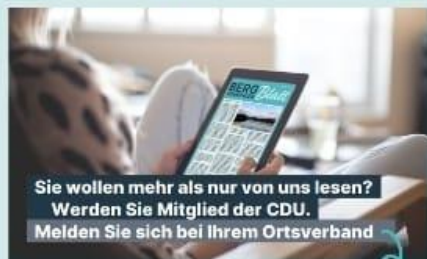 BERG
Blatt
Sie wollen mehr als nur von uns lesen?
Werden Sie Mitglied der CDU.
Melden Sie sich bei Ihrem Ortsverband